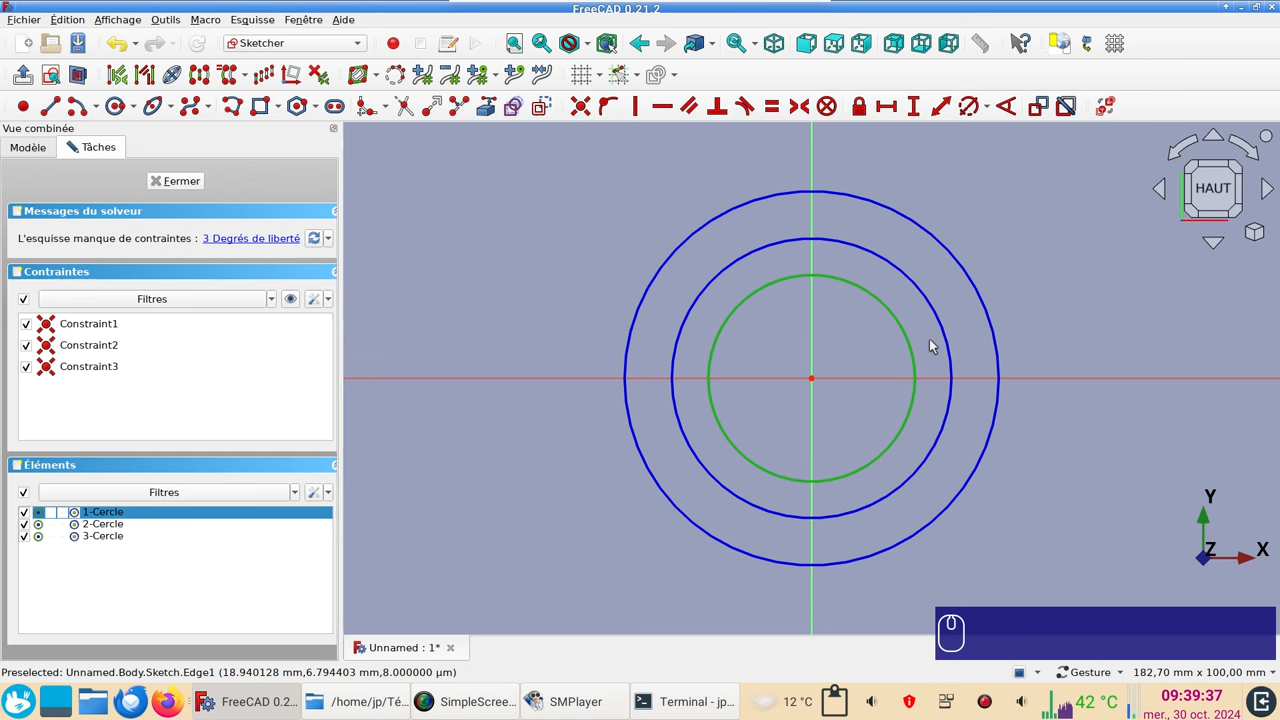 FreeCAD 0.21.2
Fichier Édition Affichage Outils Macro Esquisse Fenêtre Aide
Sketcher
Vue combinée
Modèle Tâches
HAUT
Fermer
Messages du solveur
L'esquisse manque de contraintes : 3 Degrés de liberté
Contraintes
Filtres
Constraint1
Constraint2
Constraint3
Éléments
Filtres
1-Cercle
2-Cercle
3-Cercle
Y
Z X
Unnamed : 1*
Preselected: Unnamed.Body.Sketch.Edge1 (18.940128 mm,6.794403 mm,8.000000 µm)
Gesture
182,70 mm x 100,00 mm
FreeCAD 0.2...
/home/jp/Té...
SimpleScree...
SMPlayer
Terminal - jp...
12 °C
42 °C
09:39:37
mer., 30 oct. 2024